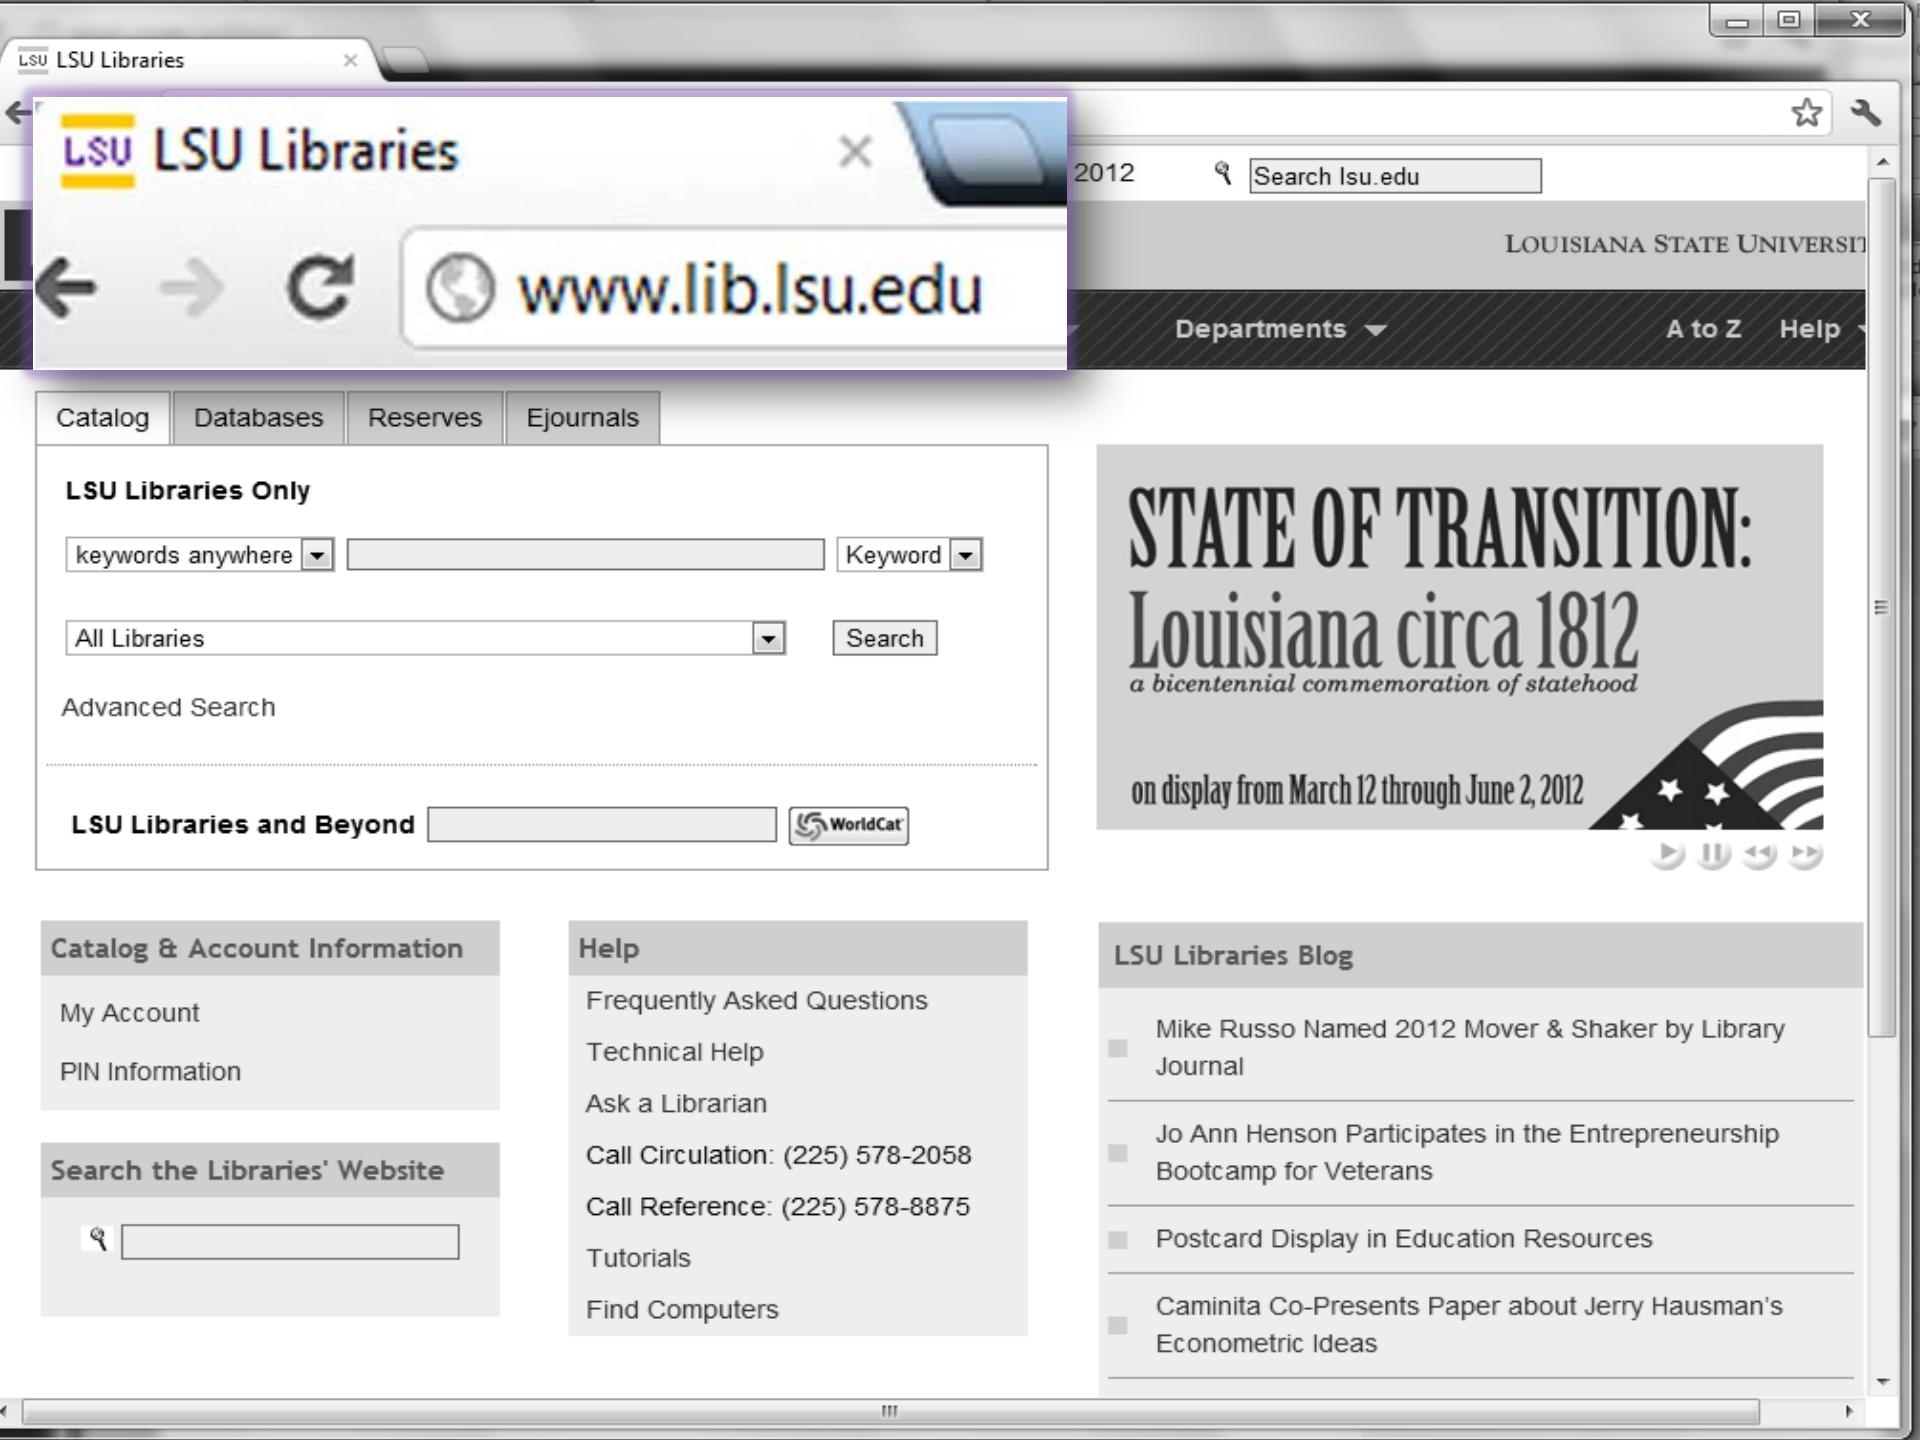 LSU LSU Libraries
LSU LSU Libraries
www.lib.lsu.edu
2012
Search lsu.edu
LOUISIANA STATE UNIVERSIT
Departments
A to Z
Help
Catalog
Databases
Reserves
Ejournals
LSU Libraries Only
keywords anywhere
Keyword
All Libraries
Search
Advanced Search
LSU Libraries and Beyond
WorldCat
STATE OF TRANSITION:
Louisiana circa 1812
a bicentennial commemoration of statehood
on display from March 12 through June 2, 2012
Catalog & Account Information
My Account
PIN Information
Search the Libraries' Website
Help
Frequently Asked Questions
Technical Help
Ask a Librarian
Call Circulation: (225) 578-2058
Call Reference: (225) 578-8875
Tutorials
Find Computers
LSU Libraries Blog
Mike Russo Named 2012 Mover & Shaker by Library
Journal
Jo Ann Henson Participates in the Entrepreneurship
Bootcamp for Veterans
Postcard Display in Education Resources
Caminita Co-Presents Paper about Jerry Hausman’s
Econometric Ideas